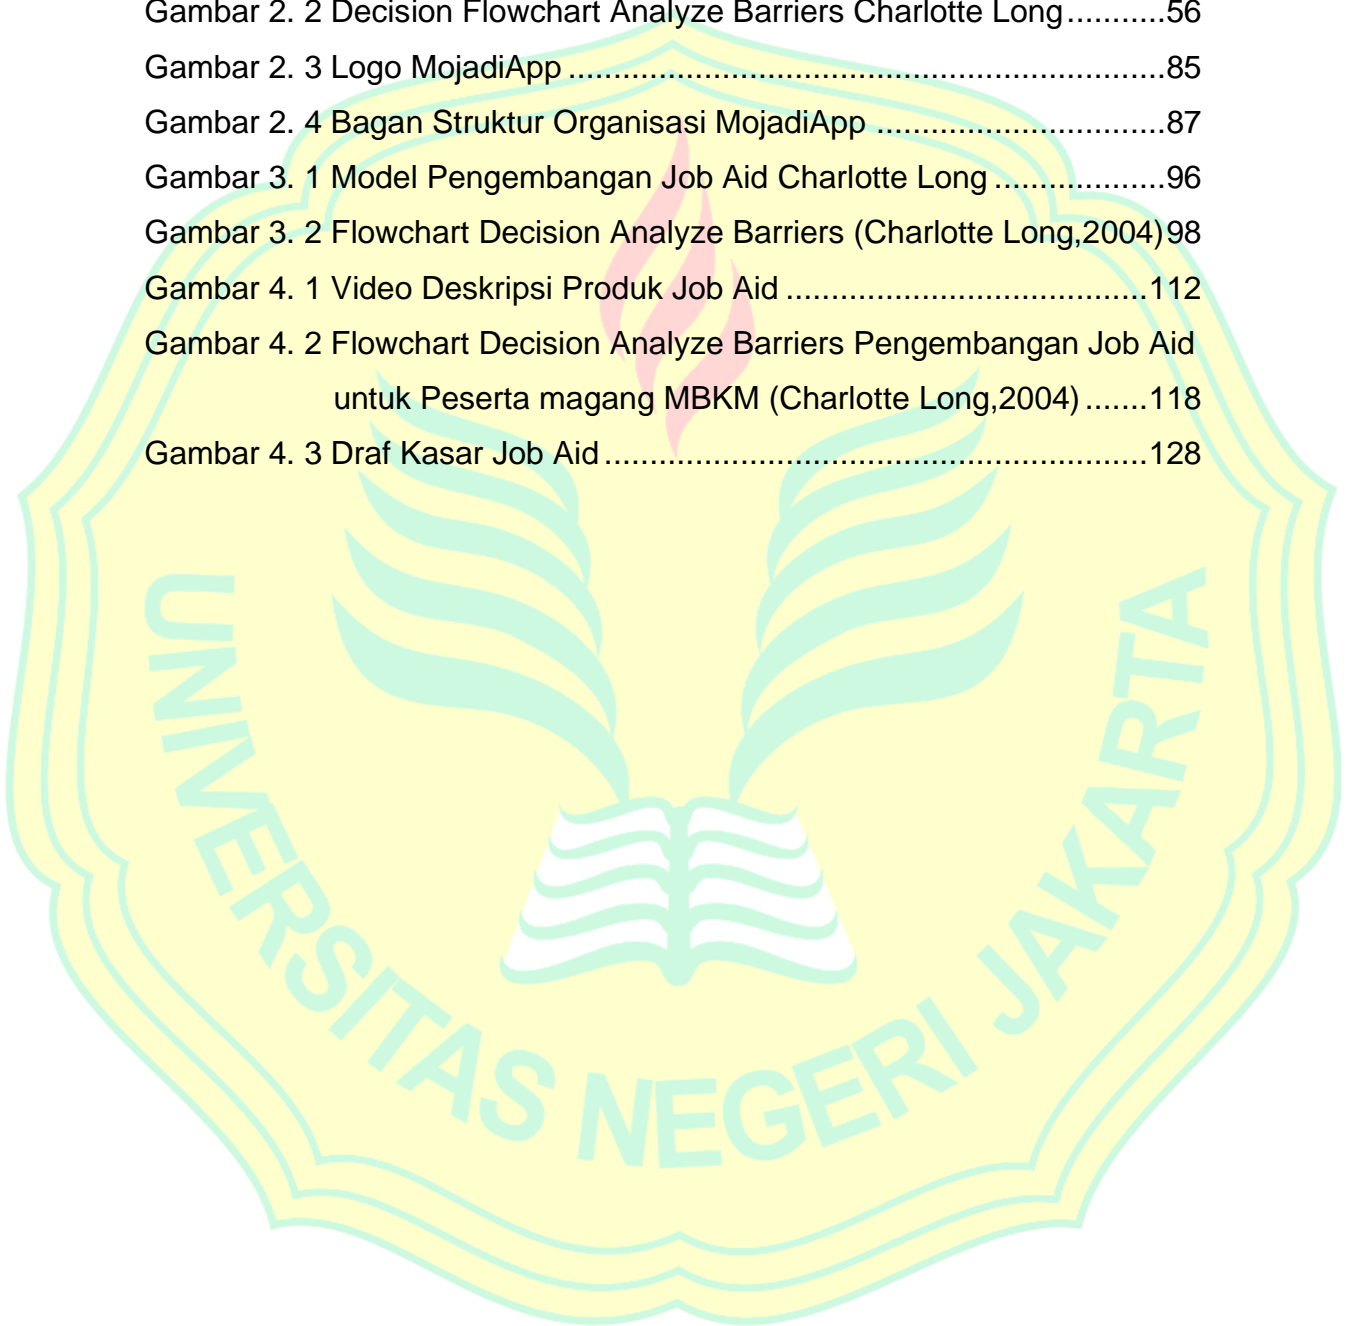 Gambar 2. 2 Decision Flowchart Analyze Barriers Charlotte Long...........56
Gambar 2. 3 Logo MojadiApp..................................................................85
Gambar 2. 4 Bagan Struktur Organisasi MojadiApp ................................87
Gambar 3. 1 Model Pengembangan Job Aid Charlotte Long...................96
Gambar 3. 2 Flowchart Decision Analyze Barriers (Charlotte Long,2004)98
Gambar 4. 1 Video Deskripsi Produk Job Aid ........................................112
Gambar 4. 2 Flowchart Decision Analyze Barriers Pengembangan Job Aid
untuk Peserta magang MBKM (Charlotte Long,2004).......118
Gambar 4. 3 Draf Kasar Job Aid............................................................128
UNIVERSITAS NEGERI JAKARTA